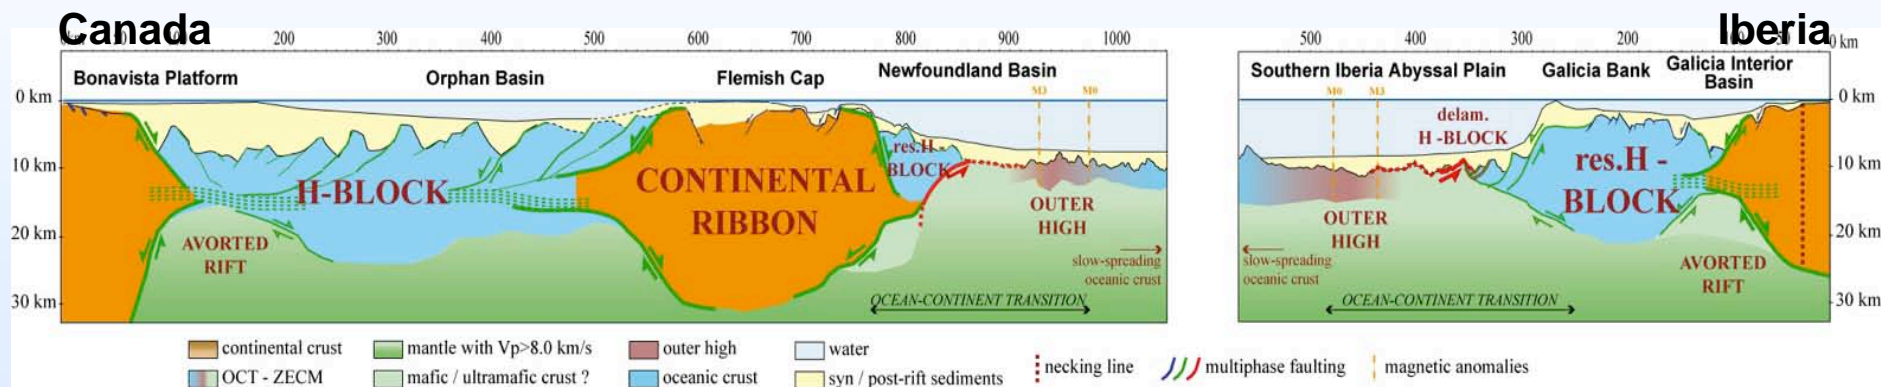 Canada
Iberia
200 300 400 500 600 700 800 900 1000
500 400 300 200 0 km
Bonavista Platform
Orphan Basin
Flemish Cap
Newfoundland Basin
Southern Iberia Abyssal Plain
Galicia Bank
Galicia Interior
Basin
M3
M0
M0
M3
0 km
10 km
20 km
30 km
0 km
10 km
20 km
30 km
H-BLOCK
AVORTED
RIFT
CONTINENTAL
RIBBON
res.H -
BLOCK
OUTER
HIGH
slow-spreading
oceanic crust
OCEAN-CONTINENT TRANSITION
delam.
H -BLOCK
res.H -
BLOCK
OUTER
HIGH
slow-spreading
oceanic crust
AVORTED
RIFT
OCEAN-CONTINENT TRANSITION
continental crust
mantle with Vp>8.0 km/s
outer high
water
OCT - ZECM
mafic / ultramafic crust ?
oceanic crust
syn / post-rift sediments
necking line
multiphase faulting
magnetic anomalies